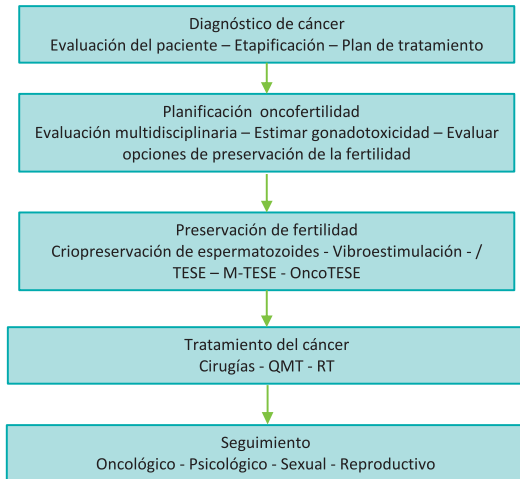 Diagnóstico de cáncer
Evaluación del paciente – Etapificación – Plan de tratamiento
Planificación oncofertilidad
Evaluación multidisciplinaria – Estimar gonadotoxicidad – Evaluar
opciones de preservación de la fertilidad
Preservación de fertilidad
Criopreservación de espermatozoides - Vibroestimulación - /
TESE – M-TESE - OncoTESE
Tratamiento del cáncer
Cirugías - QMT - RT
Seguimiento
Oncológico - Psicológico - Sexual - Reproductivo